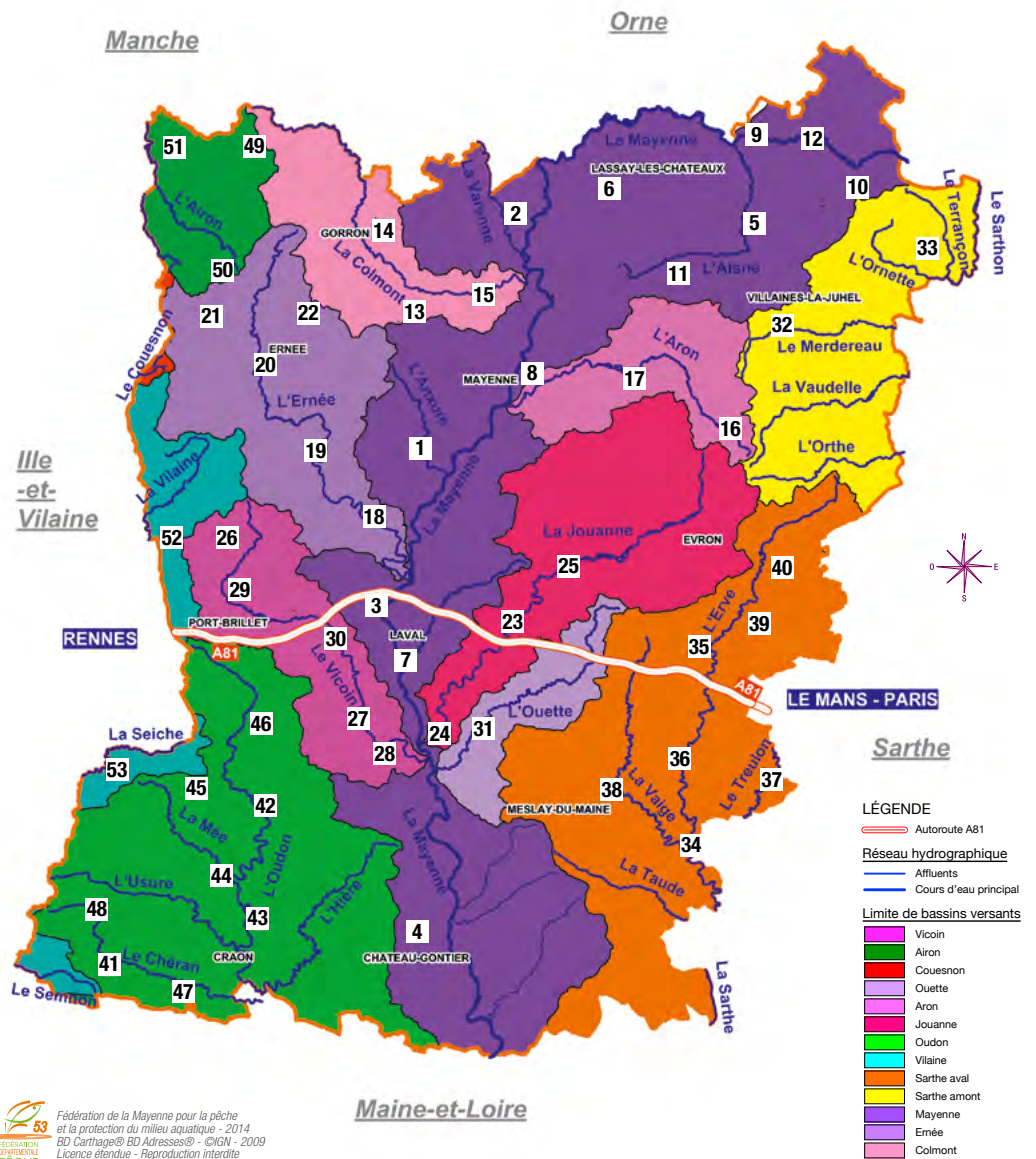 Orne
Manche
51
49
9
12
La Mayenne
LASSAY-LES-CHATEAUX
6
10
La Varenne
2
5
Le Terrançon
Le Sarthon
L'Airon
14
GORRON
33
L'Ornette
50
La Colmont
15
11
L'Aisne
VILLAINES-LA-JUHEL
21
22
13
32
Le Couesnon
20
ERNEE
L'Aron
Le Merdereau
MAYENNE
8
17
La Vaudelle
L'Anxure
L'Ernée
16
1
19
L'Orthe
Ille
-et-
Vilaine
La Vilaine
La Mayenne
18
52
26
La Jouanne
EVRON
N
O
E
S
25
40
29
3
L'Erve
PORT-BRILLET
23
39
RENNES
30
LAVAL
35
A81
7
A81
LE MANS - PARIS
Le Vicoin
46
27
L'Ouette
24
31
La Seiche
28
36
Sarthe
53
45
Le Treulon
37
42
38
La Vaige
La Mée
MESLAY-DU-MAINE
La Mayenne
34
L'Oudon
44
L'Usure
La Taude
48
L'Hière
43
4
41
Le Chéran
CRAON
CHATEAU-GONTIER
47
Le Semnon
La Sarthe
LÉGENDE
Autoroute A81
Réseau hydrographique
Affluents
Cours d'eau principal
Limite de bassins versants
Vicoin
Airon
Couesnon
Ouette
Aron
Jouanne
Oudon
Vilaine
Sarthe aval
Sarthe amont
Mayenne
Ernée
Colmont
Maine-et-Loire
53
FÉDÉRATION
DÉPARTEMENTALE
Fédération de la Mayenne pour la pêche
et la protection du milieu aquatique - 2014
BD Carthage® BD Adresses® - ©IGN - 2009
Licence étendue - Reproduction interdite